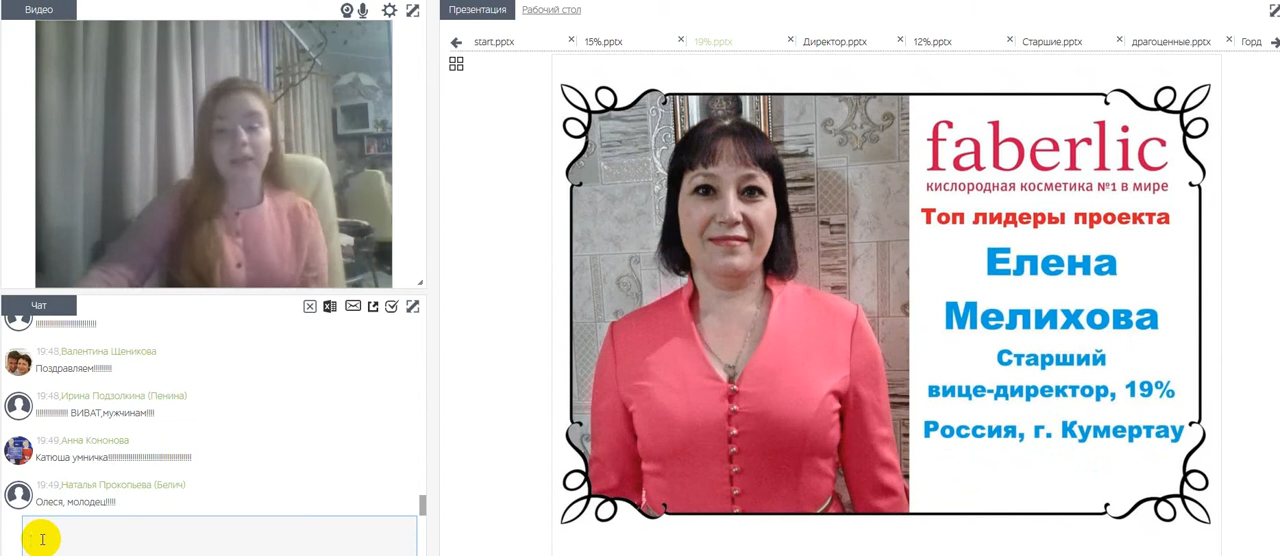 Видео
Чат
!!!!!!!!!!!!!!!!!!!!!!!!!!!!!!
19:48,Валентина Щеникова
Поздравляем!!!!!!!!!
19:48,Ирина Подзолкина (Пенина)
!!!!!!!!!!!!!!!! ВИВАТ,мужчинам!!!!
19:49,Анна Кононова
Катюша умничка!!!!!!!!!!!!!!!!!!!!!!!!!!!!!!!!!!!!!!!!!
19:49,Наталья Прокопьева (Белич)
Олеся, молодец!!!!!
Презентация Рабочий стол
start.pptx 15%.pptx 19%.pptx Директор.pptx 12%.pptx Старшие.pptx драгоценные.pptx Горд
faberlic
кислородная косметика №1 в мире
Топ лидеры проекта
Елена
Мелихова
Старший
вице-директор, 19%
Россия, г. Кумертау